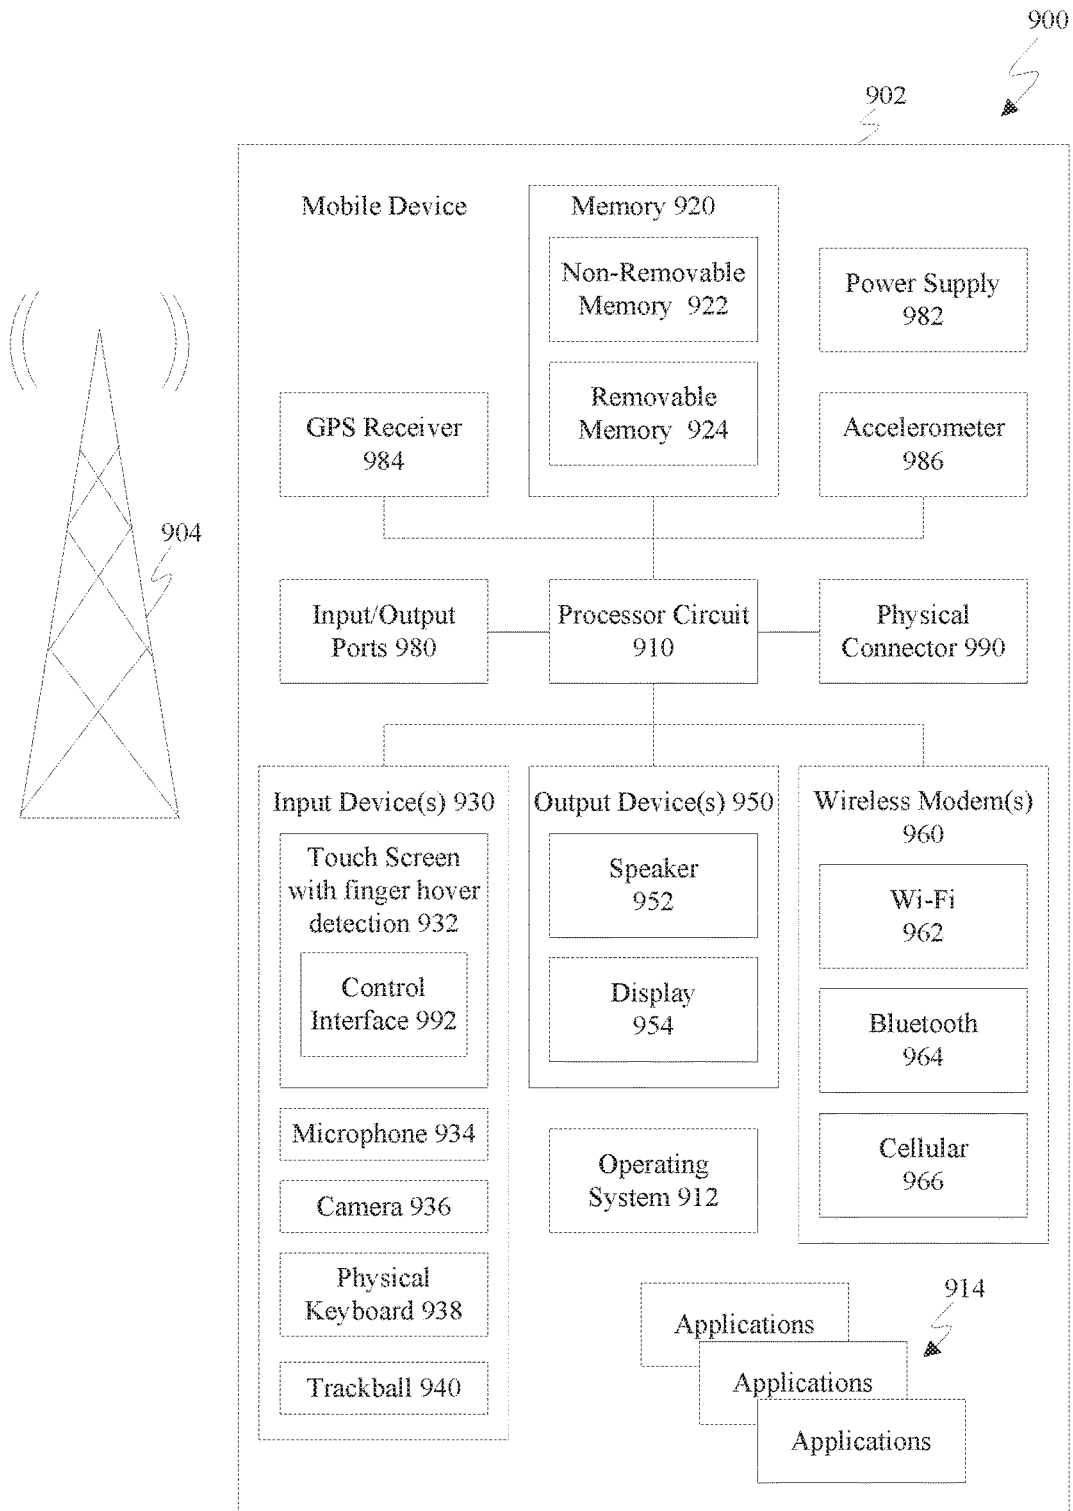 900
902
Mobile Device
Memory 920
Non-Removable
Memory 922
Power Supply
982
Removable
Memory 924
GPS Receiver
984
Accelerometer
986
904
Input/Output
Ports 980
Processor Circuit
910
Physical
Connector 990
Input Device(s) 930
Touch Screen
with finger hover
detection 932
Control
Interface 992
Microphone 934
Camera 936
Physical
Keyboard 938
Trackball 940
Output Device(s) 950
Speaker
952
Display
954
Operating
System 912
Wireless Modem(s)
960
Wi-Fi
962
Bluetooth
964
Cellular
966
914
Applications
Applications
Applications